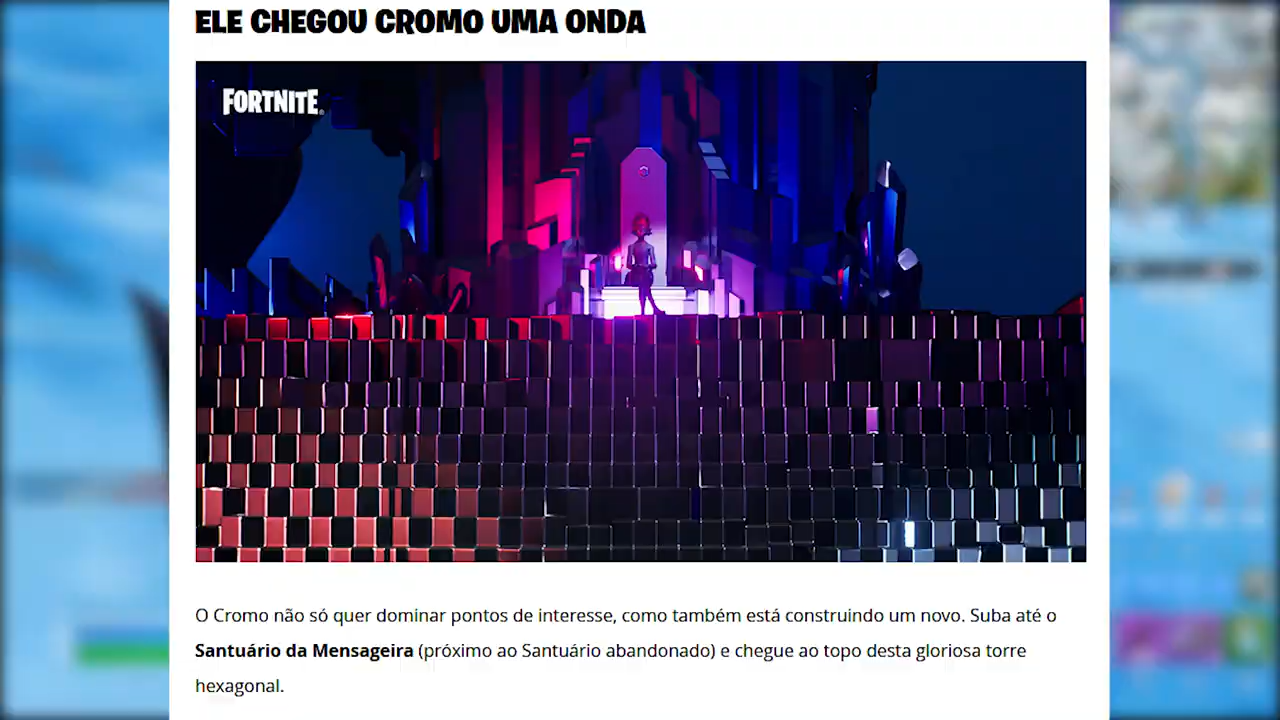 ELE CHEGOU CROMO UMA ONDA
FORTNITE
O Cromo não só quer dominar pontos de interesse, como também está construindo um novo. Suba até o
Santuário da Mensageira (próximo ao Santuário abandonado) e chegue ao topo desta gloriosa torre
hexagonal.